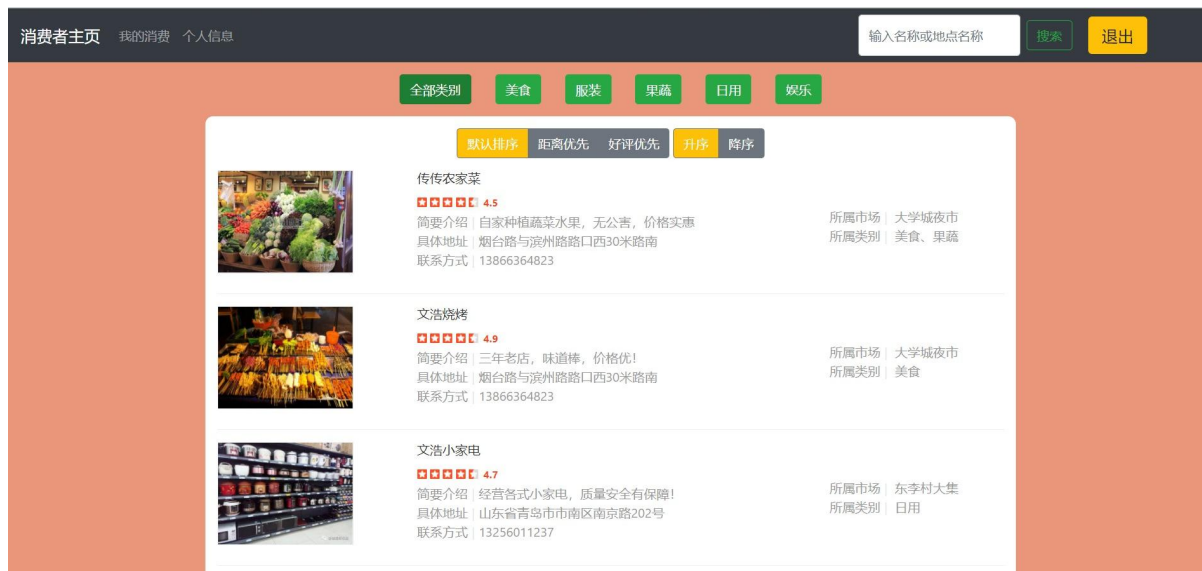 消费者主页 我的消费 个人信息 输入名称或地点名称 搜索 退出
全部类别 美食 服装 果蔬 日用 娱乐
默认排序 距离优先 好评优先 升序 降序
传传农家菜
4.5
简要介绍 | 自家种植蔬菜水果，无公害，价格实惠
具体地址 | 烟台路与滨州路路口西30米路南
联系方式 | 13866364823
所属市场 | 大学城夜市
所属类别 | 美食、果蔬
文浩烧烤
4.9
简要介绍 | 三年老店，味道棒，价格优！
具体地址 | 烟台路与滨州路路口西30米路南
联系方式 | 13866364823
所属市场 | 大学城夜市
所属类别 | 美食
文浩小家电
4.7
简要介绍 | 经营各式小家电，质量安全有保障！
具体地址 | 山东省青岛市市南区南京路202号
联系方式 | 13256011237
所属市场 | 东李村大集
所属类别 | 日用